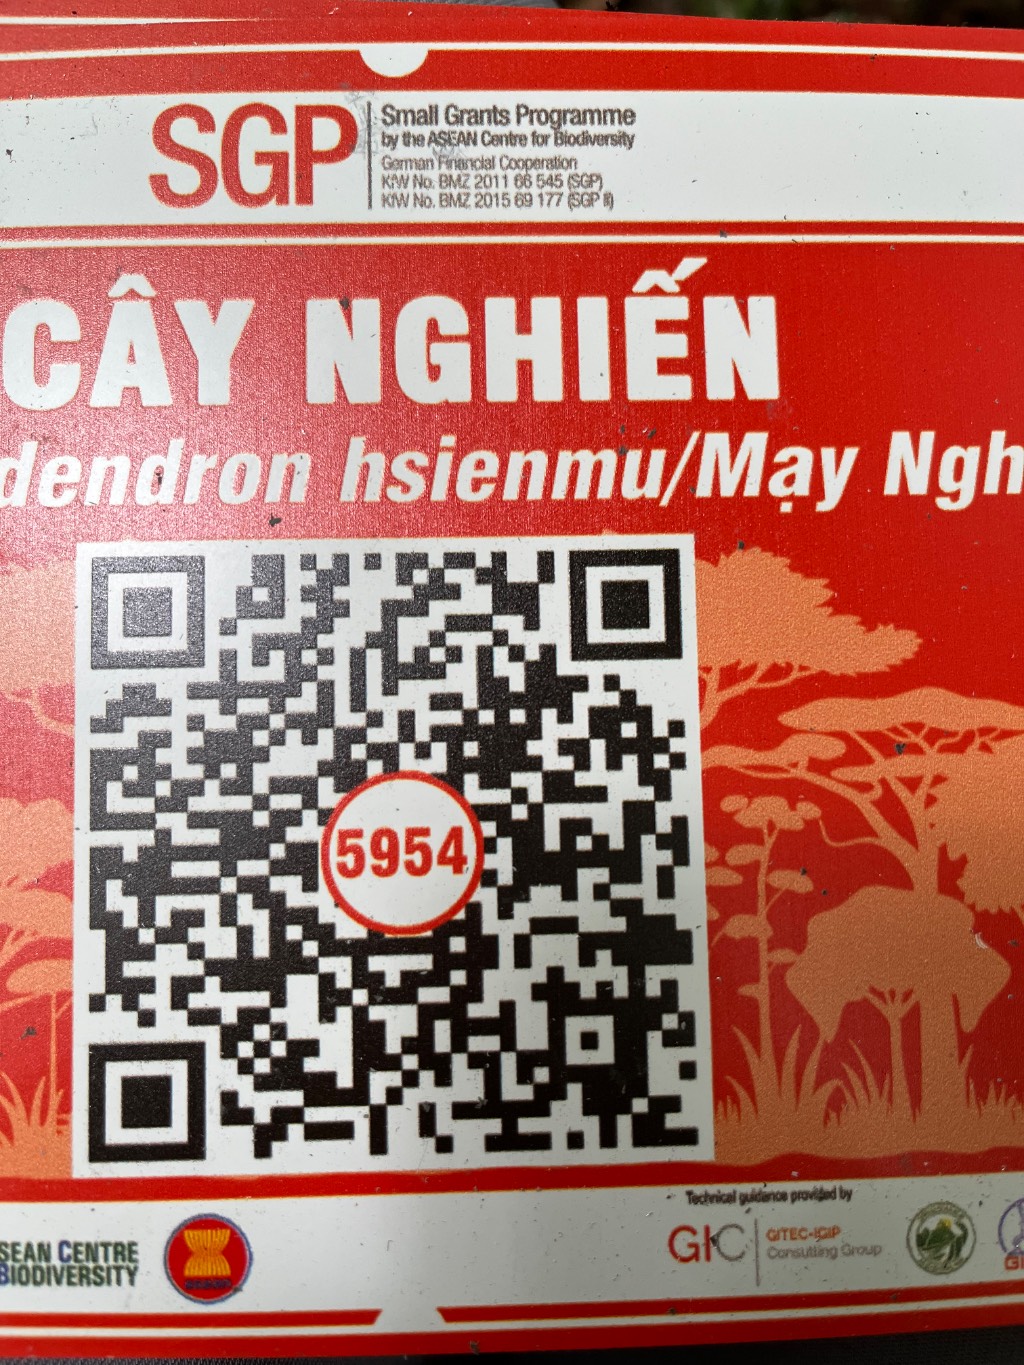 SGP
Small Grants Programme
by the ASEAN Centre for Biodiversity
German Financial Cooperation
KfW No. BMZ 2011 66 545 (SGP)
KfW No. BMZ 2015 69 177 (SGP II)
CÂY NGHIẾN
dendron hsienmu/Mạy Ngh
5954
Technical guidance provided by
SEAN CENTRE
BIODIVERSITY
GIC
GITEC-IGIP
Consulting Group